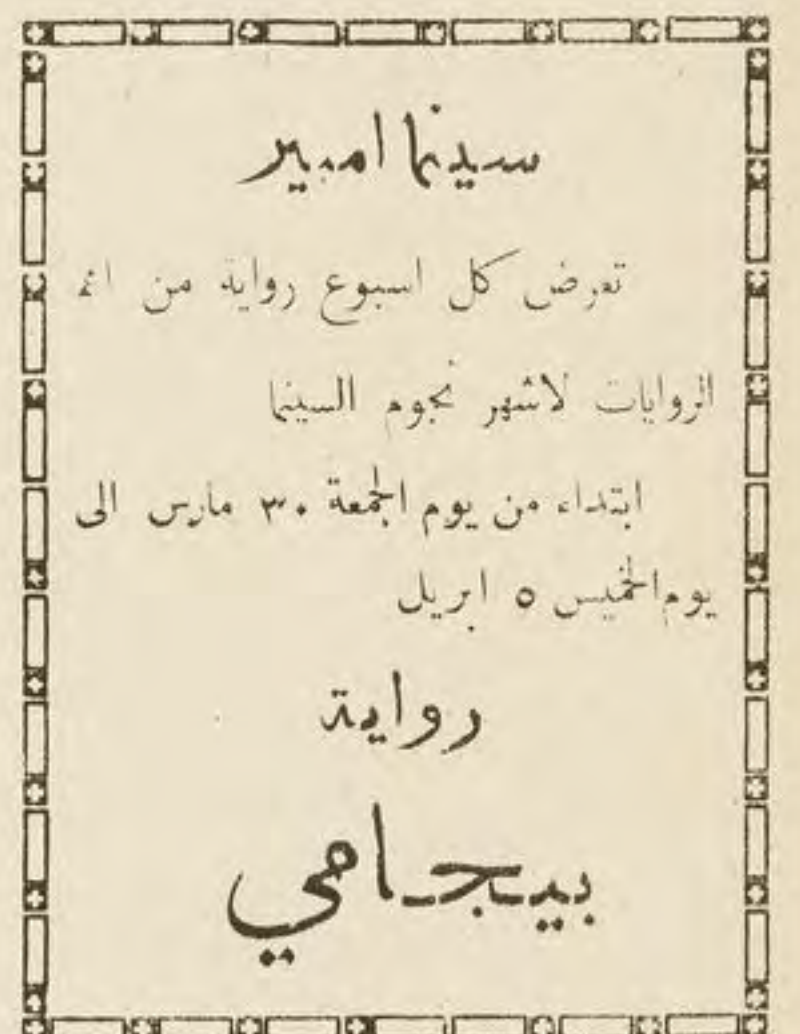 سينما امبير
تعرض كل اسبوع رواية من اتم
الروايات لاشهر نجوم السينما
ابتداء من يوم الجمعة ٣٠ مارس الى
يوم الخميس ٥ ابريل
رواية
بيجامي